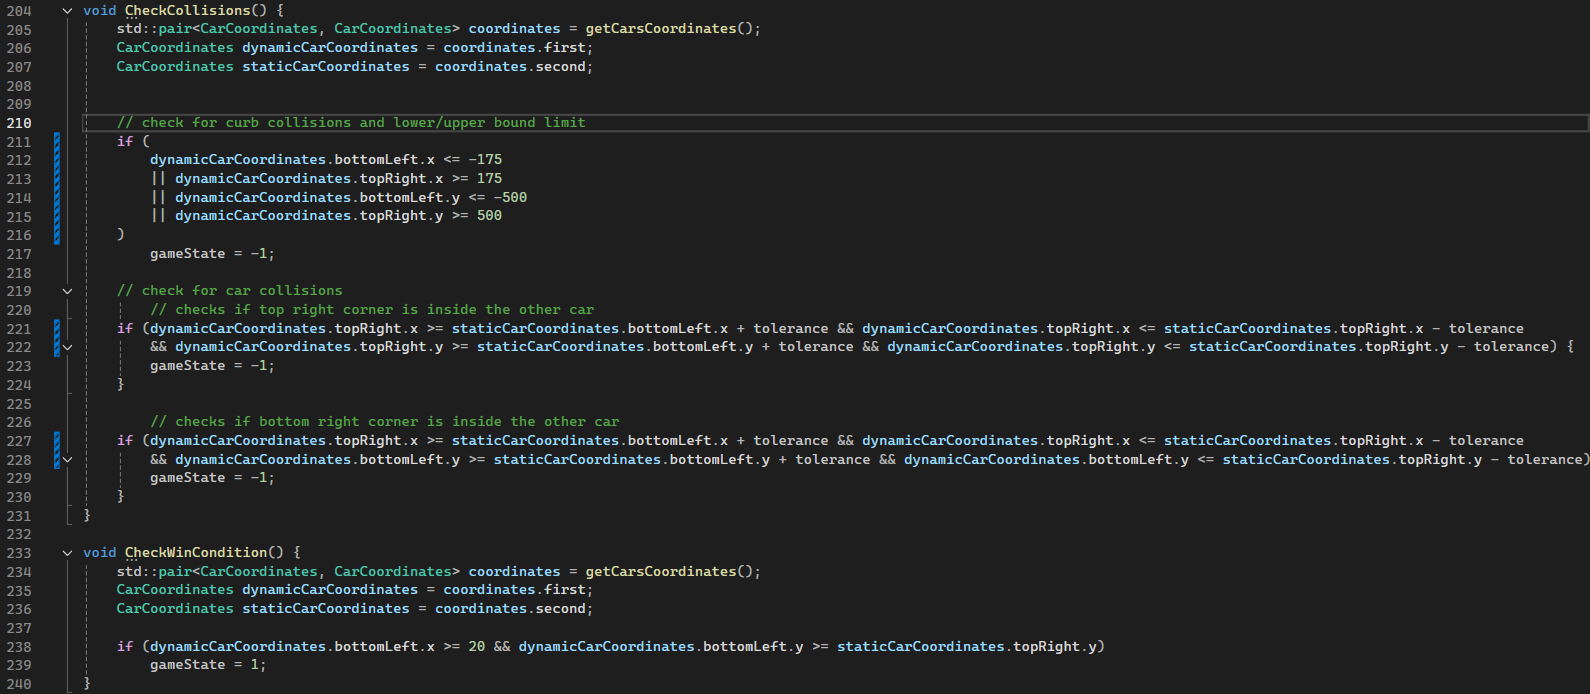 204 void CheckCollisions() {
205 std::pair<CarCoordinates, CarCoordinates> coordinates = getCarsCoordinates();
206 CarCoordinates dynamicCarCoordinates = coordinates.first;
207 CarCoordinates staticCarCoordinates = coordinates.second;
208
209
210 // check for curb collisions and lower/upper bound limit
211 if (
212 dynamicCarCoordinates.bottomLeft.x <= -175
213 || dynamicCarCoordinates.topRight.x >= 175
214 || dynamicCarCoordinates.bottomLeft.y <= -500
215 || dynamicCarCoordinates.topRight.y >= 500
216 )
217 gameState = -1;
218
219 // check for car collisions
220 // checks if top right corner is inside the other car
221 if (dynamicCarCoordinates.topRight.x >= staticCarCoordinates.bottomLeft.x + tolerance && dynamicCarCoordinates.topRight.x <= staticCarCoordinates.topRight.x - tolerance
222 && dynamicCarCoordinates.topRight.y >= staticCarCoordinates.bottomLeft.y + tolerance && dynamicCarCoordinates.topRight.y <= staticCarCoordinates.topRight.y - tolerance) {
223 gameState = -1;
224 }
225
226 // checks if bottom right corner is inside the other car
227 if (dynamicCarCoordinates.topRight.x >= staticCarCoordinates.bottomLeft.x + tolerance && dynamicCarCoordinates.topRight.x <= staticCarCoordinates.topRight.x - tolerance
228 && dynamicCarCoordinates.bottomLeft.y >= staticCarCoordinates.bottomLeft.y + tolerance && dynamicCarCoordinates.bottomLeft.y <= staticCarCoordinates.topRight.y - tolerance)
229 gameState = -1;
230 }
231 }
232
233 void CheckWinCondition() {
234 std::pair<CarCoordinates, CarCoordinates> coordinates = getCarsCoordinates();
235 CarCoordinates dynamicCarCoordinates = coordinates.first;
236 CarCoordinates staticCarCoordinates = coordinates.second;
237
238 if (dynamicCarCoordinates.bottomLeft.x >= 20 && dynamicCarCoordinates.bottomLeft.y >= staticCarCoordinates.topRight.y)
239 gameState = 1;
240 }